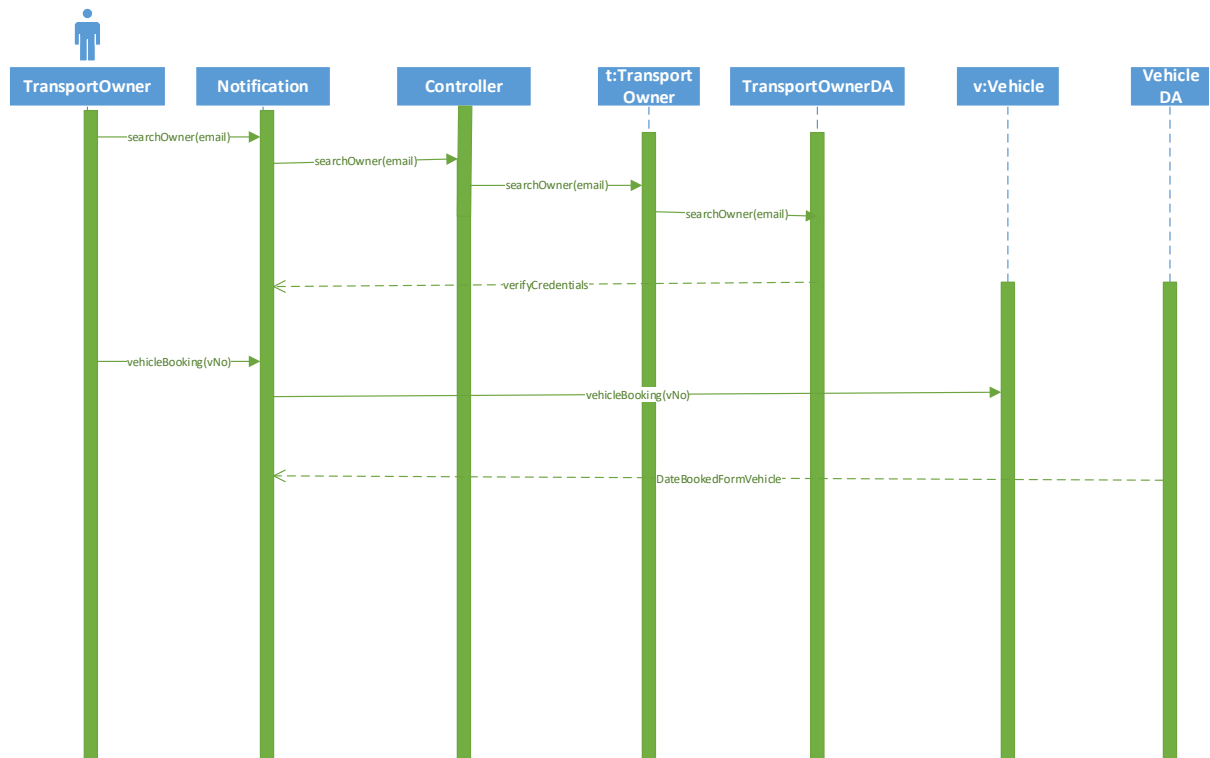 TransportOwner
Notification
Controller
t:Transport
Owner
TransportOwnerDA
v:Vehicle
Vehicle
DA
searchOwner(email)
searchOwner(email)
searchOwner(email)
searchOwner(email)
verifyCredentials
vehicleBooking(vNo)
vehicleBooking(vNo)
DateBookedFormVehicle